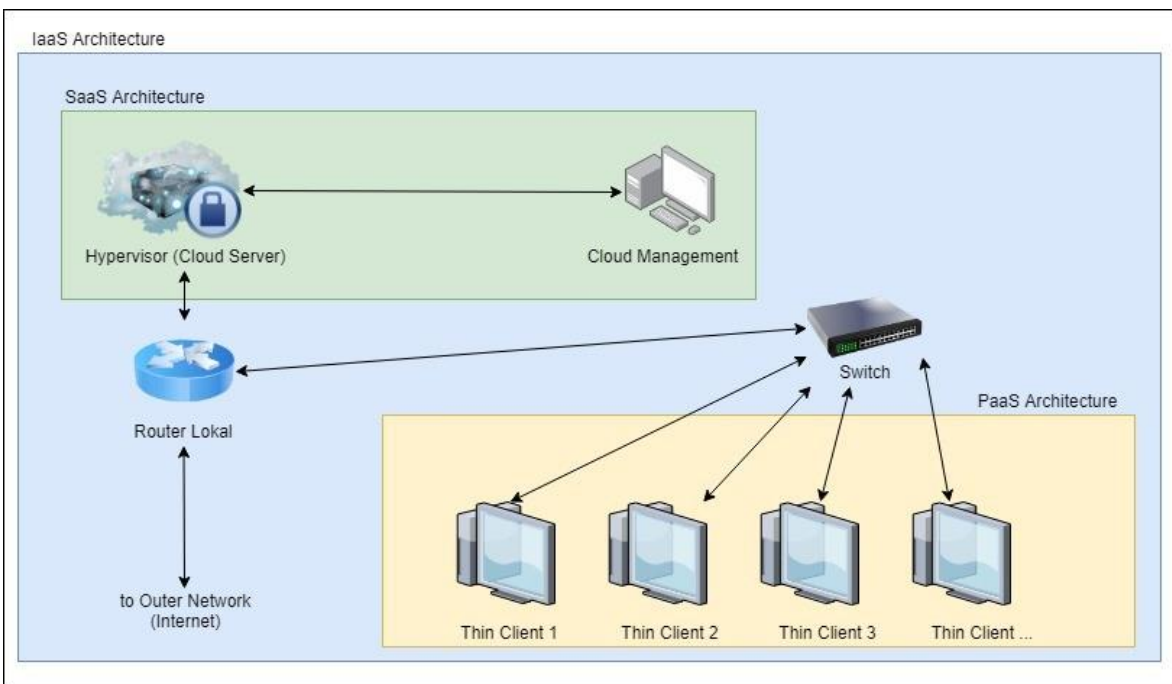 IaaS Architecture
SaaS Architecture
Hypervisor (Cloud Server)
Cloud Management
Switch
PaaS Architecture
Router Lokal
to Outer Network
(Internet)
Thin Client 1
Thin Client 2
Thin Client 3
Thin Client ...